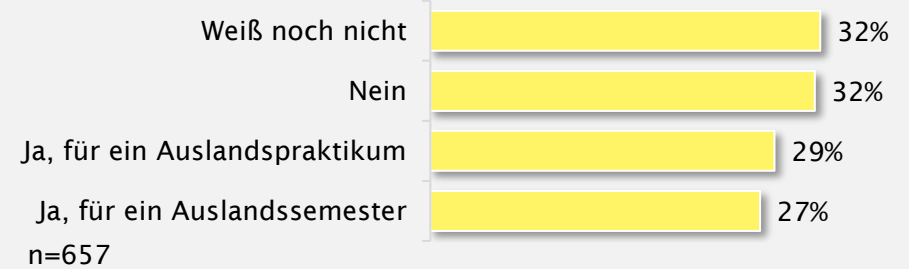 Weiß noch nicht 32%
Nein 32%
Ja, für ein Auslandspraktikum 29%
Ja, für ein Auslandssemester 27%
n=657